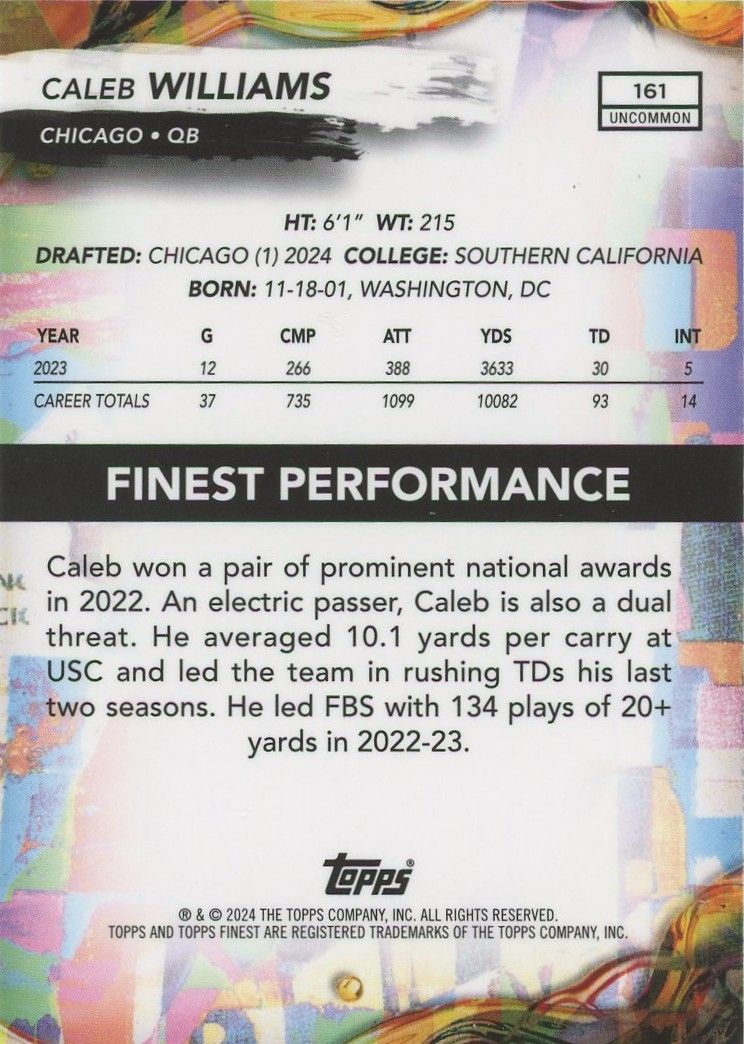 CALEB WILLIAMS
161
UNCOMMON
CHICAGO • QB
HT: 6'1" WT: 215
DRAFTED: CHICAGO (1) 2024 COLLEGE: SOUTHERN CALIFORNIA
BORN: 11-18-01, WASHINGTON, DC
YEAR G CMP ATT YDS TD INT
2023 12 266 388 3633 30 5
CAREER TOTALS 37 735 1099 10082 93 14
FINEST PERFORMANCE
Caleb won a pair of prominent national awards
in 2022. An electric passer, Caleb is also a dual
threat. He averaged 10.1 yards per carry at
USC and led the team in rushing TDs his last
two seasons. He led FBS with 134 plays of 20+
yards in 2022-23.
TOPPS®
® & © 2024 THE TOPPS COMPANY, INC. ALL RIGHTS RESERVED.
TOPPS AND TOPPS FINEST ARE REGISTERED TRADEMARKS OF THE TOPPS COMPANY, INC.